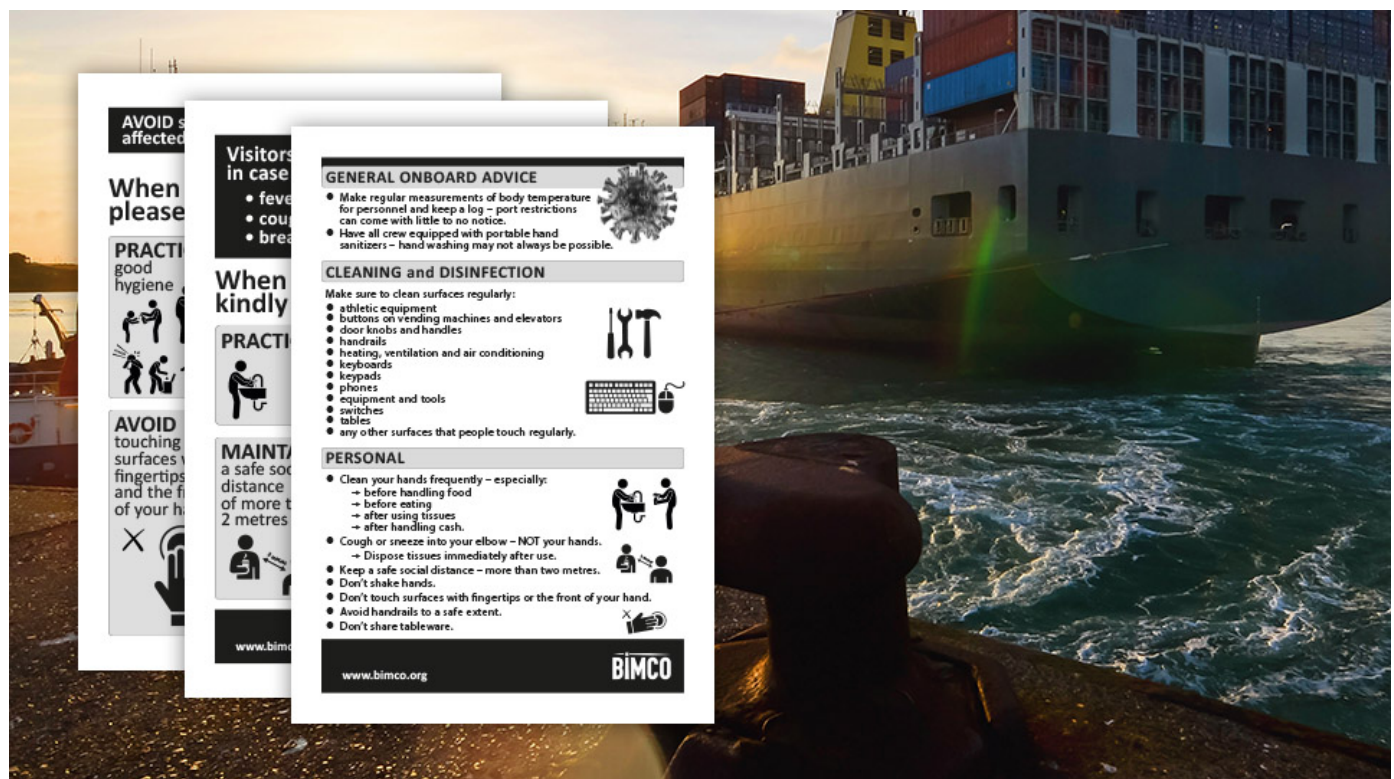 AVOID
affected
When
please
PRACTI
good
hygiene
AVOID
touching
surfaces
fingertips
and the
of your
Visitors
in case
• feve
• coug
• brea
When
kindly
PRACTI
MAINTA
a safe soc
distance
of more t
2 metres
www.bimc
GENERAL ONBOARD ADVICE
• Make regular measurements of body temperature
for personnel and keep a log – port restrictions
can come with little to no notice.
• Have all crew equipped with portable hand
sanitizers – hand washing may not always be possible.
CLEANING and DISINFECTION
Make sure to clean surfaces regularly:
• athletic equipment
• buttons on vending machines and elevators
• door knobs and handles
• handrails
• heating, ventilation and air conditioning
• keyboards
• keypads
• phones
• equipment and tools
• switches
• tables
• any other surfaces that people touch regularly.
PERSONAL
• Clean your hands frequently – especially:
→ before handling food
→ before eating
→ after using tissues
→ after handling cash.
• Cough or sneeze into your elbow – NOT your hands.
→ Dispose tissues immediately after use.
• Keep a safe social distance – more than two metres.
• Don't shake hands.
• Don't touch surfaces with fingertips or the front of your hand.
• Avoid handrails to a safe extent.
• Don't share tableware.
www.bimco.org
BIMCO